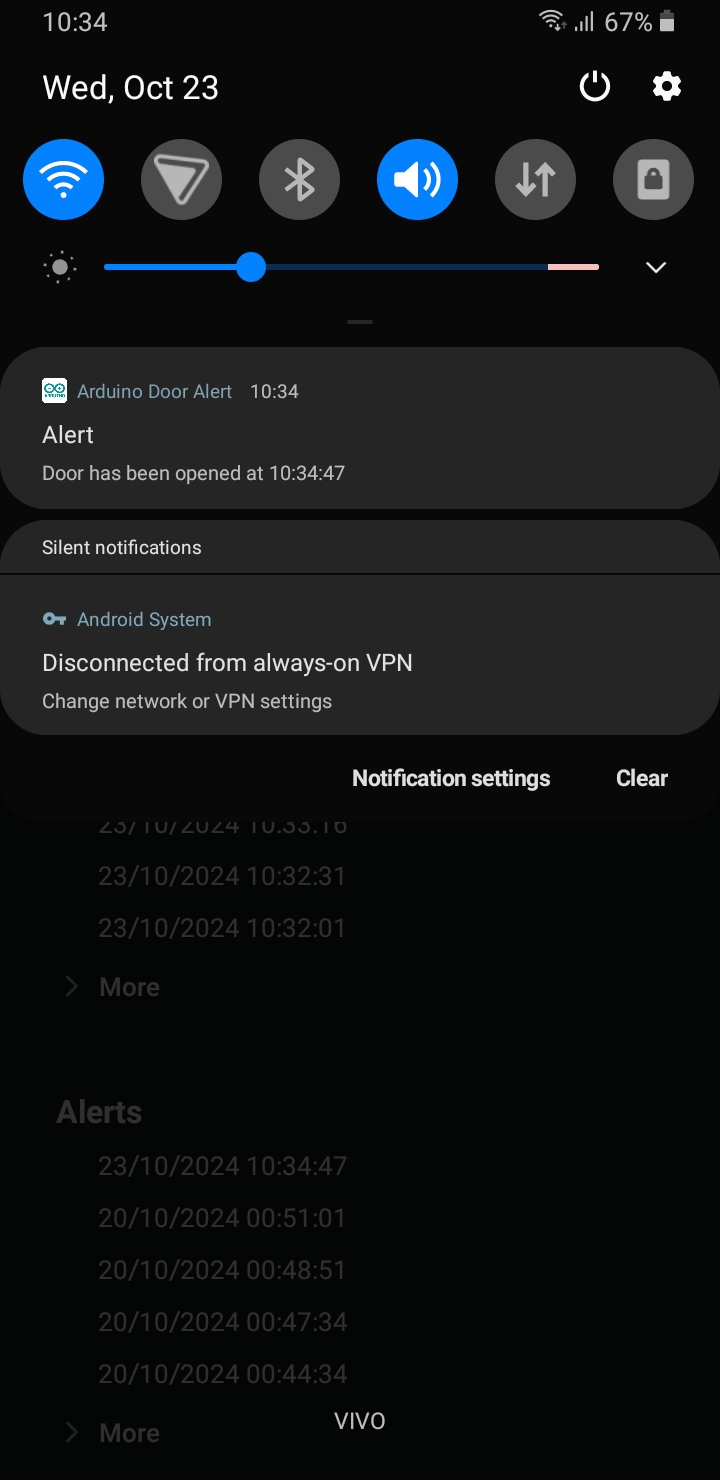 10:34
67%
Wed, Oct 23
Arduino Door Alert 10:34
Alert
Door has been opened at 10:34:47
Silent notifications
Android System
Disconnected from always-on VPN
Change network or VPN settings
Notification settings Clear
23/10/2024 10:33:16
23/10/2024 10:32:31
23/10/2024 10:32:01
More
Alerts
23/10/2024 10:34:47
20/10/2024 00:51:01
20/10/2024 00:48:51
20/10/2024 00:47:34
20/10/2024 00:44:34
VIVO
More